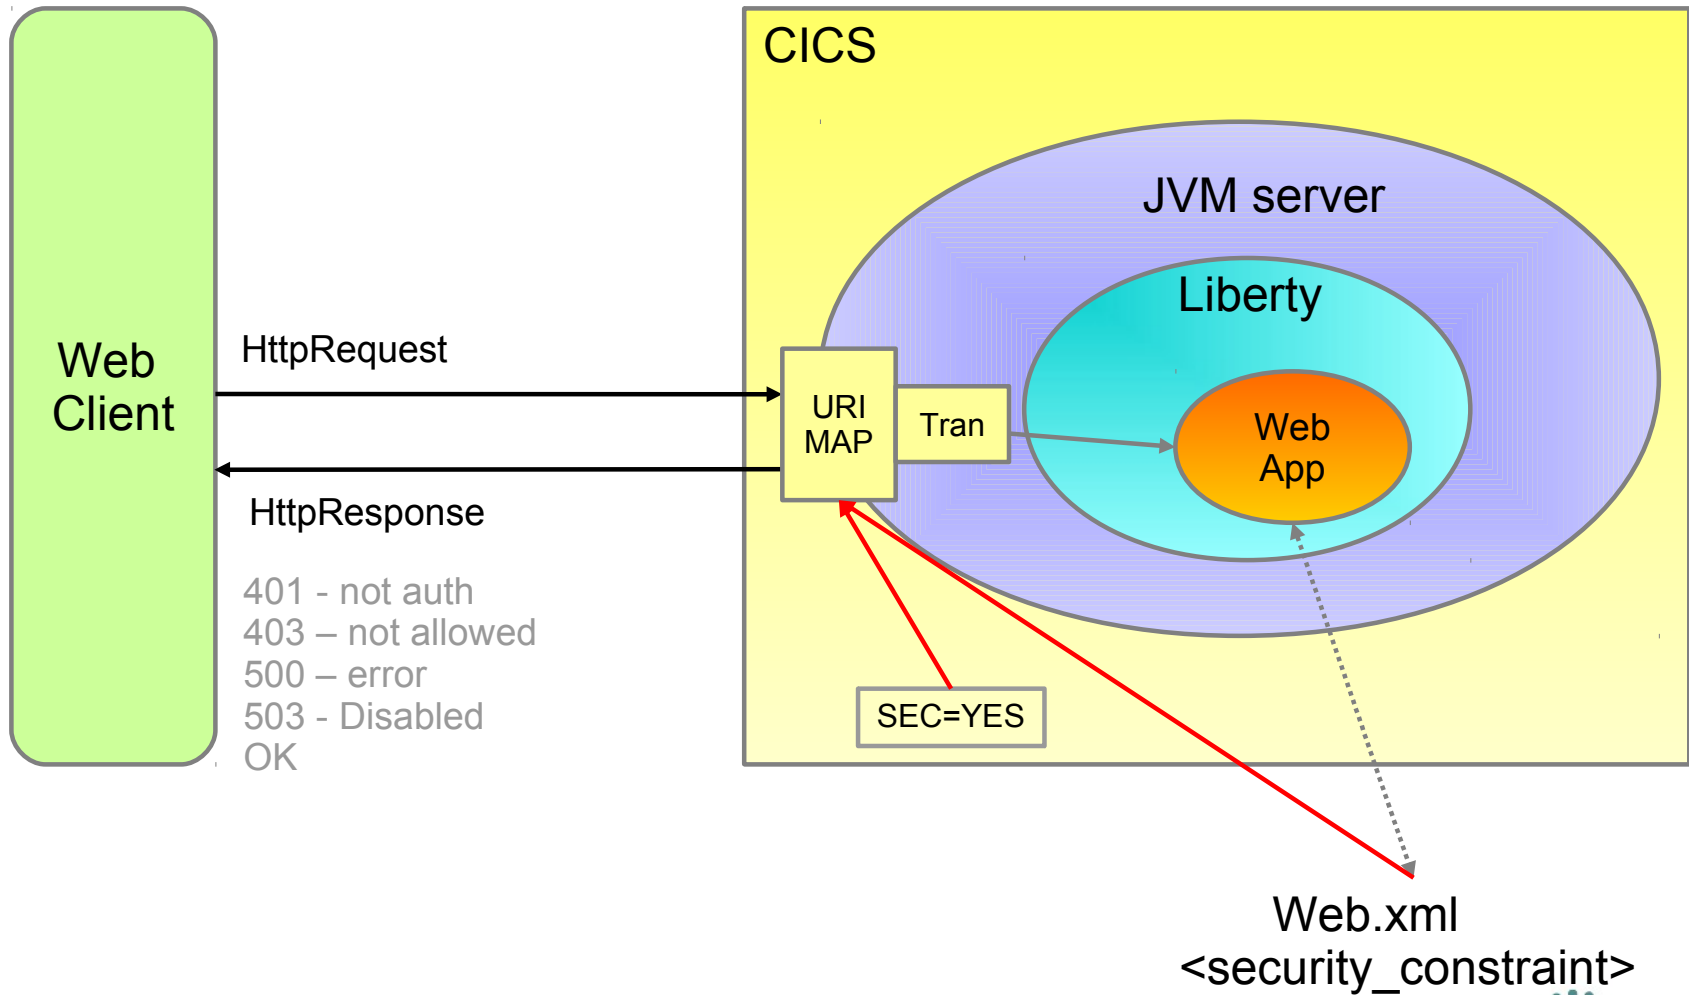 CICS
JVM server
Liberty
HttpRequest
Web
Client
URI
MAP
Tran
Web
App
HttpResponse
401 - not auth
403 – not allowed
500 – error
503 - Disabled
OK
SEC=YES
Web.xml
<security_constraint>